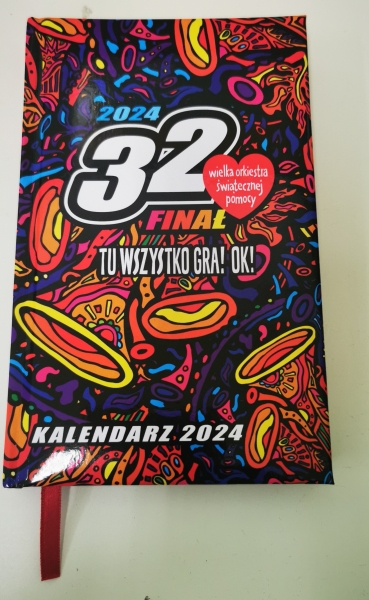 2024
32
wielka orkiestra
świątecznej
pomocy
FINAŁ
TU WSZYSTKO GRA! OK!
KALENDARZ 2024